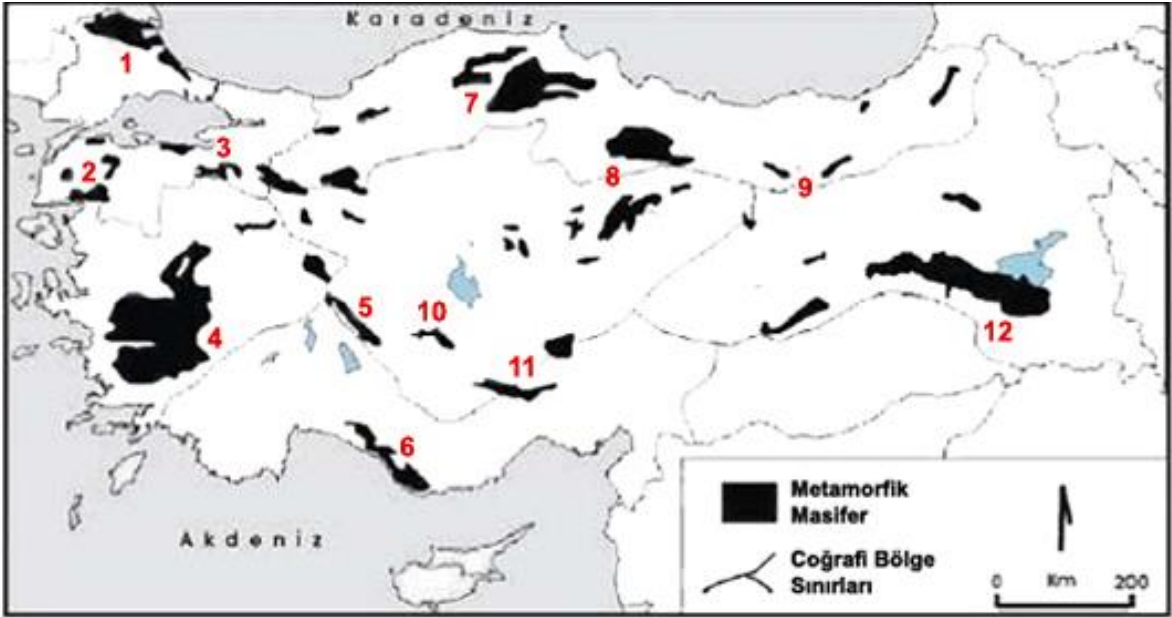 Karadeniz
1
7
3
2
8
9
5
10
4
12
11
6
Akdeniz
Metamorfik
Masifer
Coğrafi Bölge
Sınırları
0 Km 200